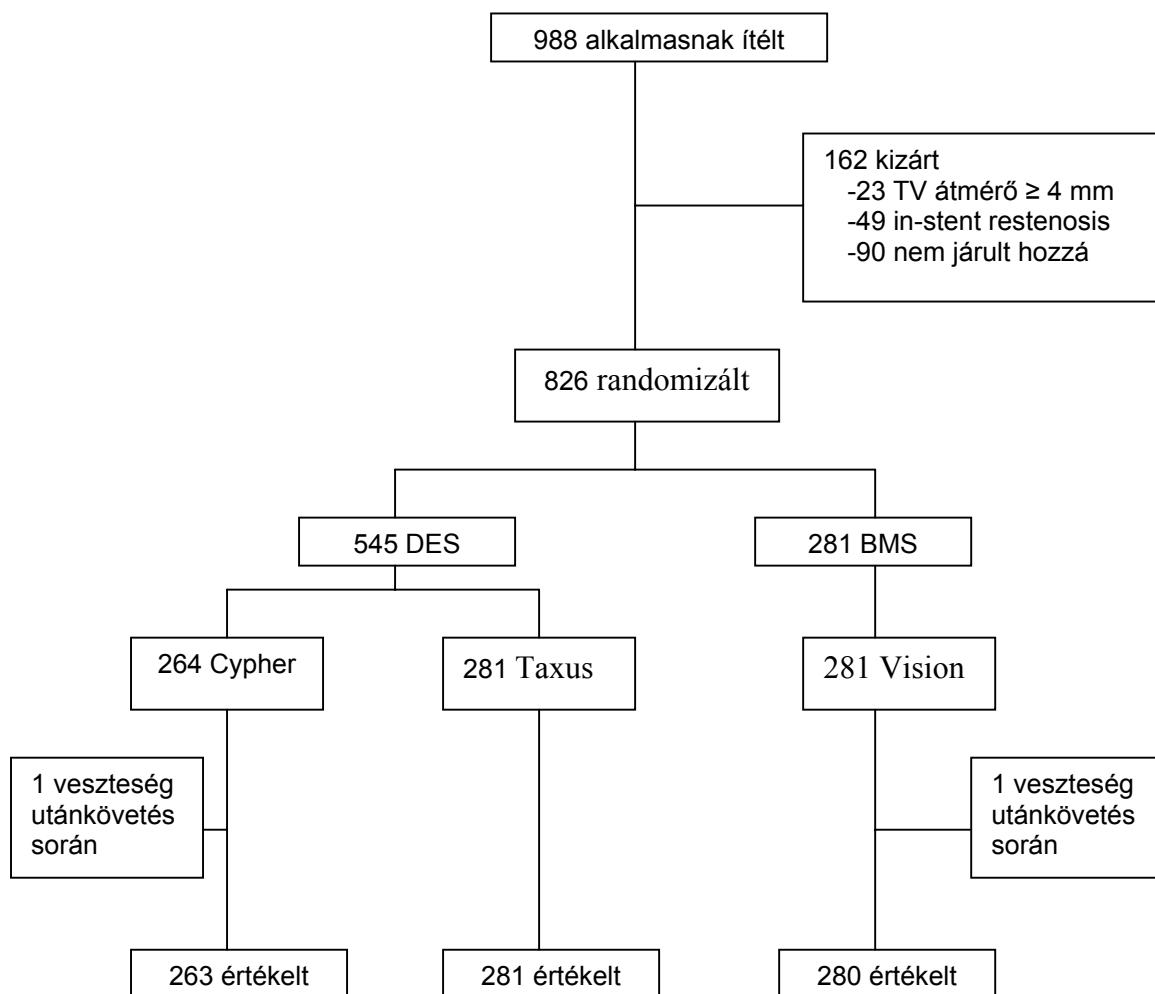 988 alkalmasnak ítélt
162 kizárt
-23 TV átmérő ≥ 4 mm
-49 in-stent restenosis
-90 nem járult hozzá
826 randomizált
545 DES
281 BMS
264 Cypher
281 Taxus
281 Vision
1 veszteség
utánkövetés
során
1 veszteség
utánkövetés
során
263 értékelt
281 értékelt
280 értékelt